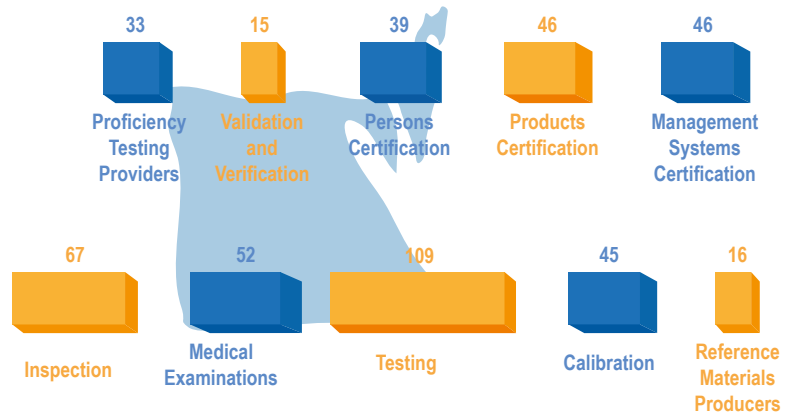 33
15
39
46
46
Proficiency
Testing
Providers
Validation
and
Verification
Persons
Certification
Products
Certification
Management
Systems
Certification
67
52
109
45
16
Inspection
Medical
Examinations
Testing
Calibration
Reference
Materials
Producers